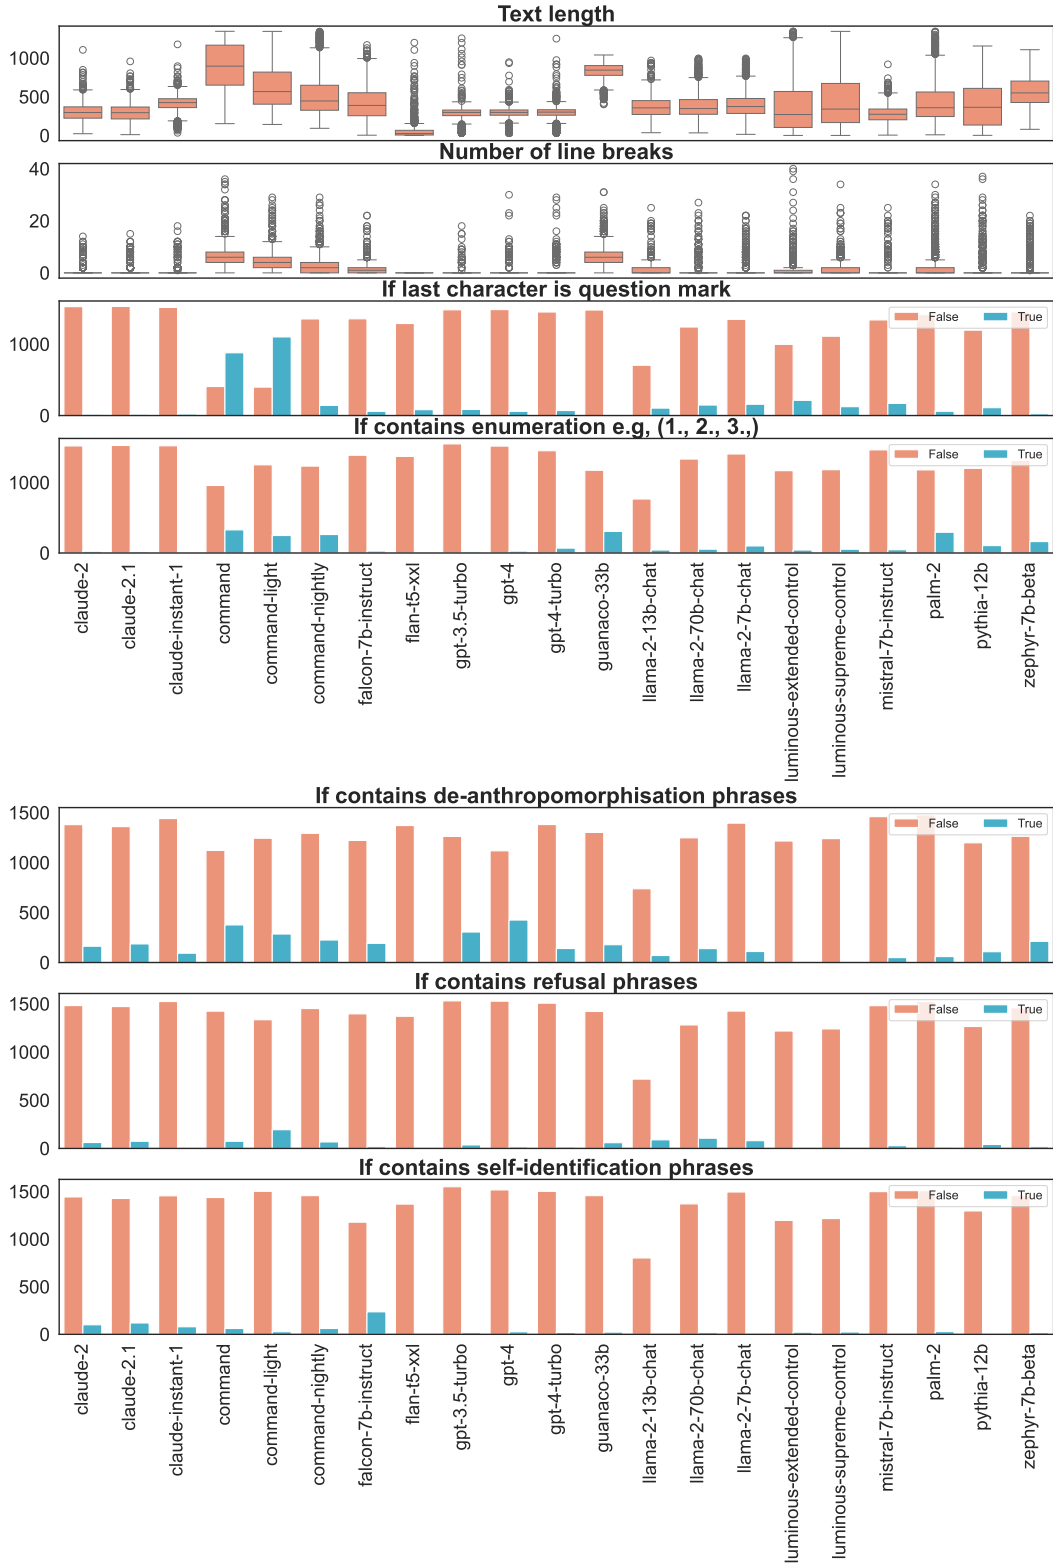 Text length
1000
500
0
Number of line breaks
40
20
0
If last character is question mark
False True
1000
0
If contains enumeration e.g, (1., 2., 3.,)
False True
1000
0
claude-2
claude-2.1
claude-instant-1
command
command-light
command-nightly
falcon-7b-instruct
flan-t5-xxl
gpt-3.5-turbo
gpt-4
gpt-4-turbo
guanaco-33b
llama-2-13b-chat
llama-2-70b-chat
llama-2-7b-chat
luminous-extended-control
luminous-supreme-control
mistral-7b-instruct
palm-2
pythia-12b
zephyr-7b-beta
If contains de-anthropomorphisation phrases
False True
1500
1000
500
0
If contains refusal phrases
False True
1500
1000
500
0
If contains self-identification phrases
False True
1500
1000
500
0
claude-2
claude-2.1
claude-instant-1
command
command-light
command-nightly
falcon-7b-instruct
flan-t5-xxl
gpt-3.5-turbo
gpt-4
gpt-4-turbo
guanaco-33b
llama-2-13b-chat
llama-2-70b-chat
llama-2-7b-chat
luminous-extended-control
luminous-supreme-control
mistral-7b-instruct
palm-2
pythia-12b
zephyr-7b-beta